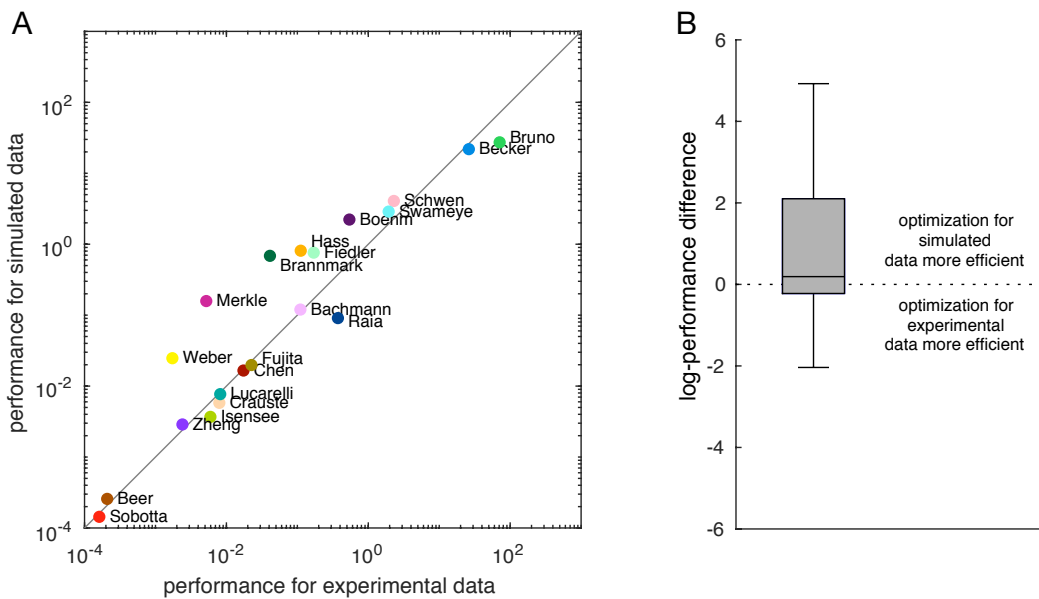 A
performance for simulated data
10^2
10^0
10^-2
10^-4
Bruno
Becker
Schwen
Swameye
Boehm
Hass
Fiedler
Brannmark
Merkle
Bachmann
Raia
Weber
Fujita
Chen
Lucarelli
Crauste
Isensee
Zheng
Beer
Sobotta
10^-4 10^-2 10^0 10^2
performance for experimental data
B
log-performance difference
6
4
2
0
-2
-4
-6
optimization for
simulated
data more efficient
optimization for
experimental
data more efficient